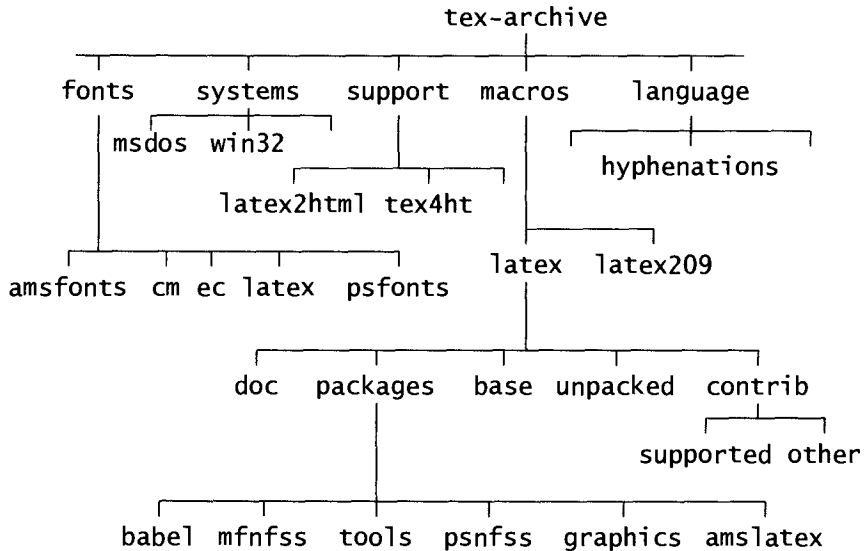 tex-archive
fonts systems support macros language
msdos win32
hyphenations
latex2html tex4ht
latex latex209
amsfonts cm ec latex psfonts
doc packages base unpacked contrib
supported other
babel mfnfss tools psnfss graphics amslatex